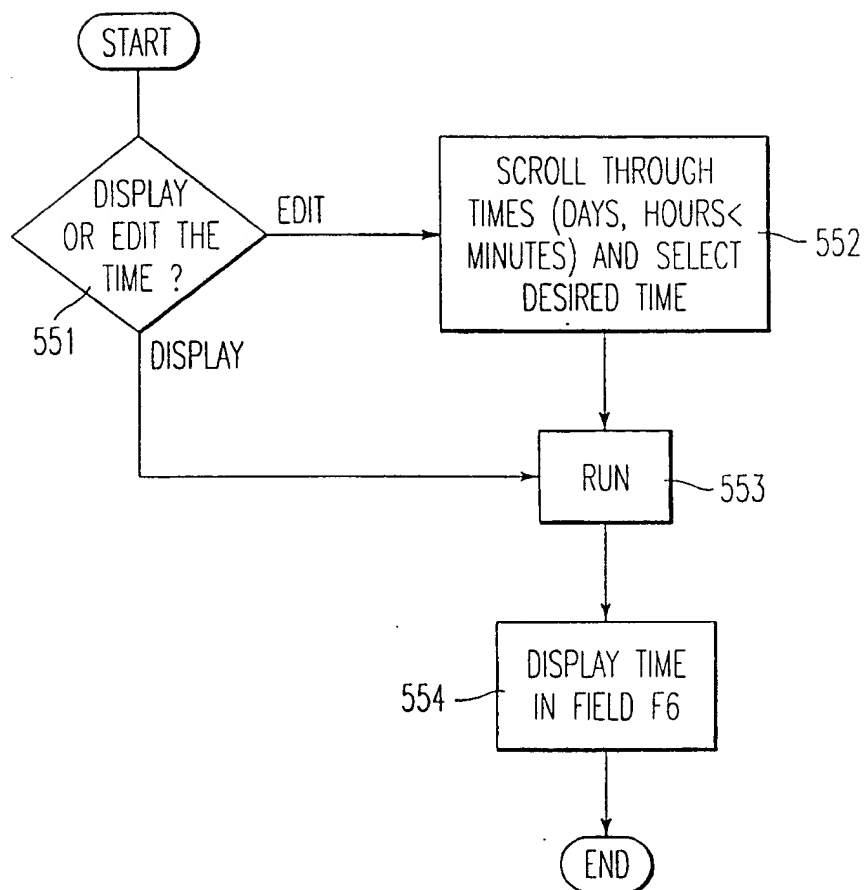 START
DISPLAY
OR EDIT THE
TIME ?
551
EDIT
DISPLAY
SCROLL THROUGH
TIMES (DAYS, HOURS<
MINUTES) AND SELECT
DESIRED TIME
552
RUN
553
DISPLAY TIME
IN FIELD F6
554
END